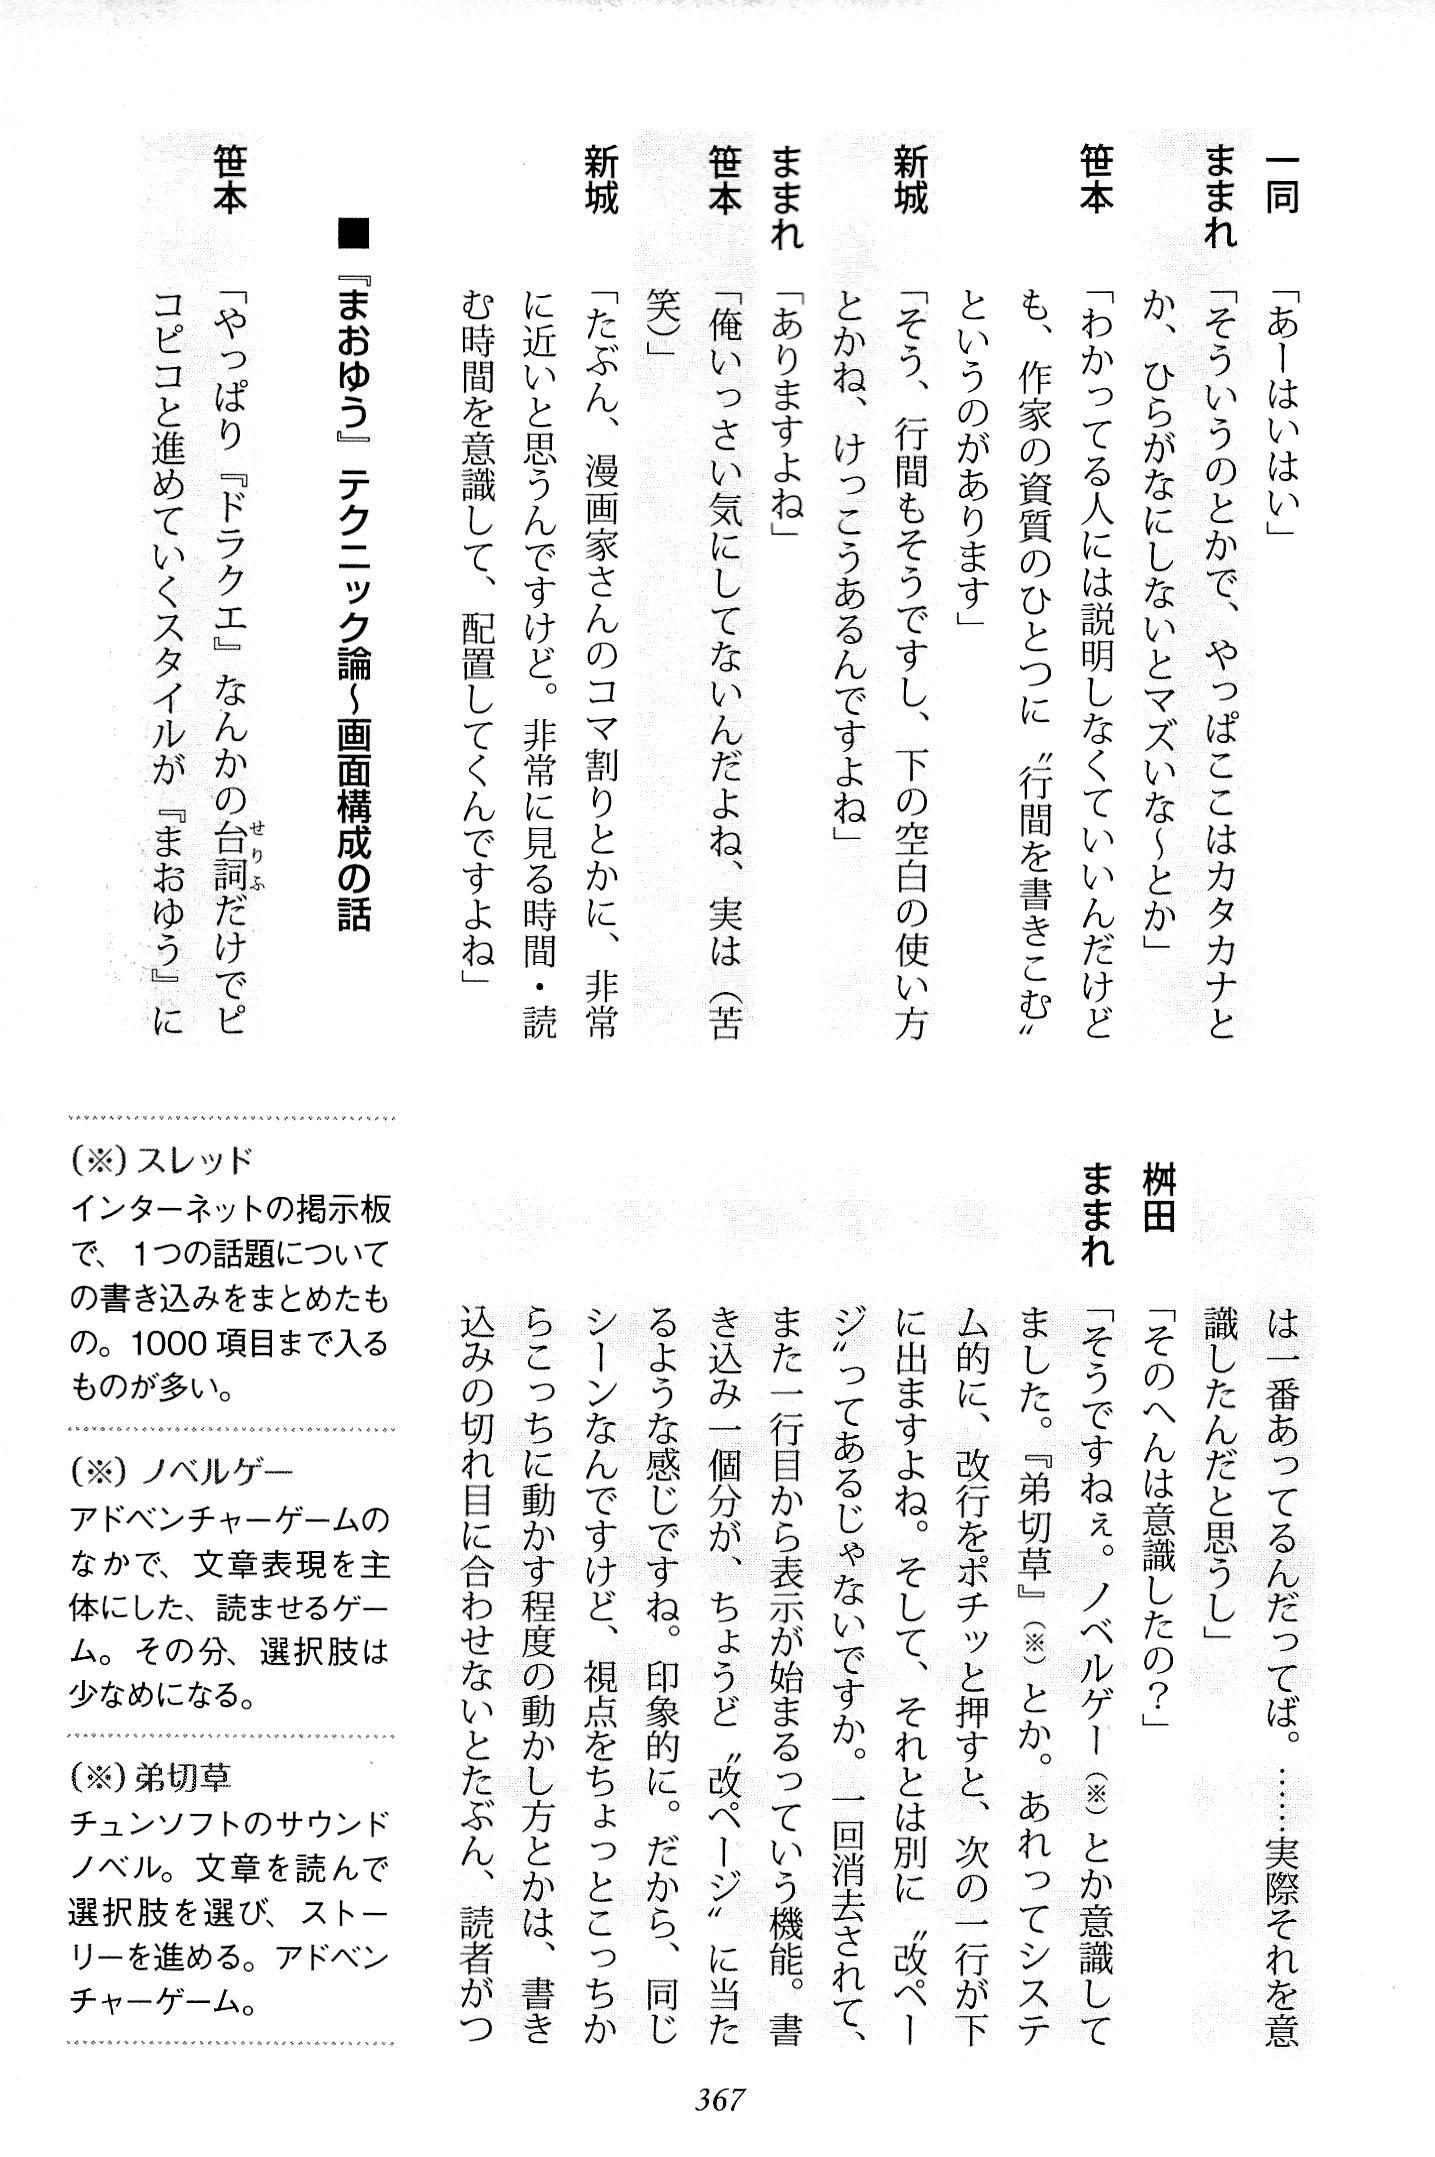 一同　「あーはいはい」
ままれ　「そういうのとかで、やっぱここはカタカナと
か、ひらがなにしないとマズいな～とか」
笹本　「わかってる人には説明しなくていいんだけど
も、作家の資質のひとつに〝行間を書きこむ〟
というのがあります」
新城　「そう、行間もそうですし、下の空白の使い方
とかね、けっこうあるんですよね」
ままれ　「ありますよね」
笹本　「俺いっさい気にしてないんだよね、実は（苦
笑）」
新城　「たぶん、漫画家さんのコマ割りとかに、非常
に近いと思うんですけど。非常に見る時間・読
む時間を意識して、配置してくんですよね」
■『まおゆう』テクニック論～画面構成の話
笹本　「やっぱり『ドラクエ』なんかの台詞だけでピ
せりふ
コピコと進めていくスタイルが『まおゆう』に
は一番あってるんだってば。……実際それを意
識したんだと思うし」
桝田　「そのへんは意識したの？」
ままれ　「そうですねぇ。ノベルゲー（※）とか意識して
ました。『弟切草』（※）とか。あれってシステ
ム的に、改行をポチッと押すと、次の一行が下
に出ますよね。そして、それとは別に〝改ペー
ジ〟ってあるじゃないですか。一回消去されて、
また一行目から表示が始まるっていう機能。書
き込み一個分が、ちょうど〝改ページ〟に当た
るような感じですね。印象的に。だから、同じ
シーンなんですけど、視点をちょっとこっちか
らこっちに動かす程度の動かし方とかは、書き
込みの切れ目に合わせないとたぶん、読者がつ
（※）スレッド
インターネットの掲示板
で、1つの話題について
の書き込みをまとめたも
の。1000項目まで入る
ものが多い。
（※）ノベルゲー
アドベンチャーゲームの
なかで、文章表現を主
体にした、読ませるゲー
ム。その分、選択肢は
少なめになる。
（※）弟切草
チュンソフトのサウンド
ノベル。文章を読んで
選択肢を選び、ストー
リーを進める。アドベン
チャーゲーム。
367